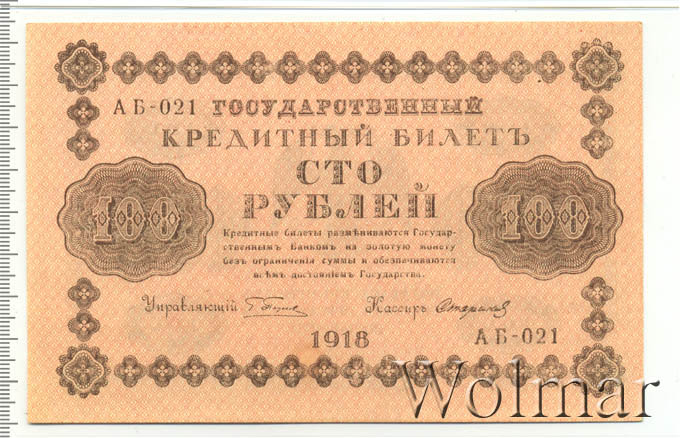 АБ-021 ГОСУДАРСТВЕННЫЙ
КРЕДИТНЫЙ БИЛЕТЪ
СТО
РУБЛЕЙ
100 100
Кредитные билеты размѣниваются Государ-
ственнымъ Банкомъ на золотую монету
безъ ограниченія суммы и обезпечиваются
всѣмъ достояніемъ Государства.
Управляющій Кассиръ
1918 АБ-021
Wolmar